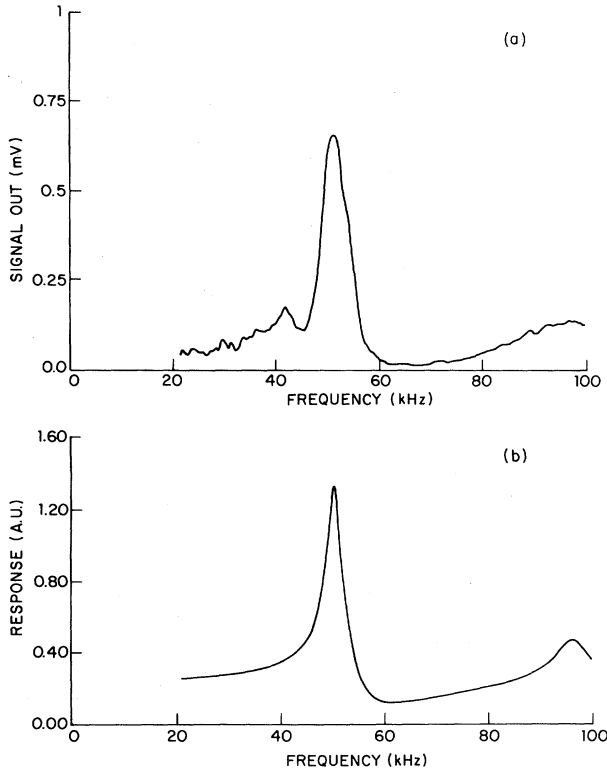 (a)
SIGNAL OUT (mV)
1
0.75
0.5
0.25
0.0
0 20 40 60 80 100
FREQUENCY (kHz)
(b)
RESPONSE (A.U.)
1.60
1.20
0.80
0.40
0.00
0 20 40 60 80 100
FREQUENCY (kHz)